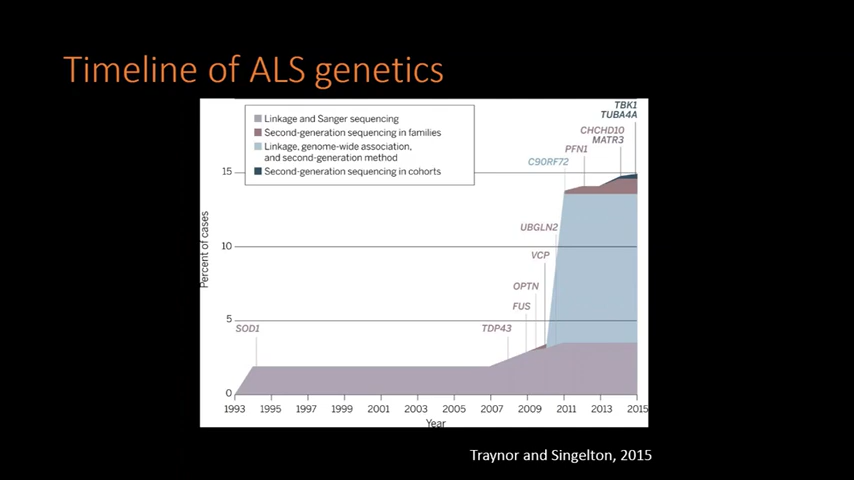 Timeline of ALS genetics
Linkage and Sanger sequencing
Second-generation sequencing in families
Linkage, genome-wide association,
and second-generation method
Second-generation sequencing in cohorts
TBK1
TUBA4A
CHCHD10
MATR3
PFN1
C9ORF72
UBGLN2
VCP
OPTN
FUS
TDP43
SOD1
Percent of cases
15
10
5
0
1993 1995 1997 1999 2001 2003 2005 2007 2009 2011 2013 2015
Year
Traynor and Singelton, 2015